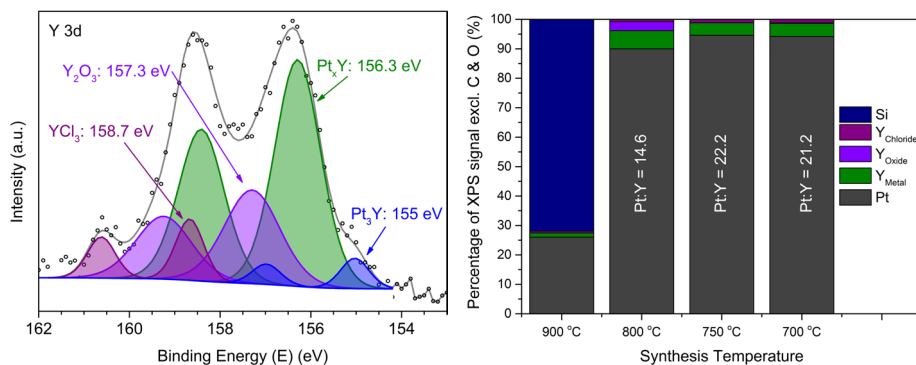 Y 3d
Y2O3: 157.3 eV
PtxY: 156.3 eV
YCl3: 158.7 eV
Pt3Y: 155 eV
Intensity (a.u.)
162 160 158 156 154
Binding Energy (E) (eV)
Percentage of XPS signal excl. C & O (%)
100
90
80
70
60
50
40
30
20
10
0
Pt:Y = 14.6
Pt:Y = 22.2
Pt:Y = 21.2
Si
YChloride
YOxide
YMetal
Pt
900 °C 800 °C 750 °C 700 °C
Synthesis Temperature